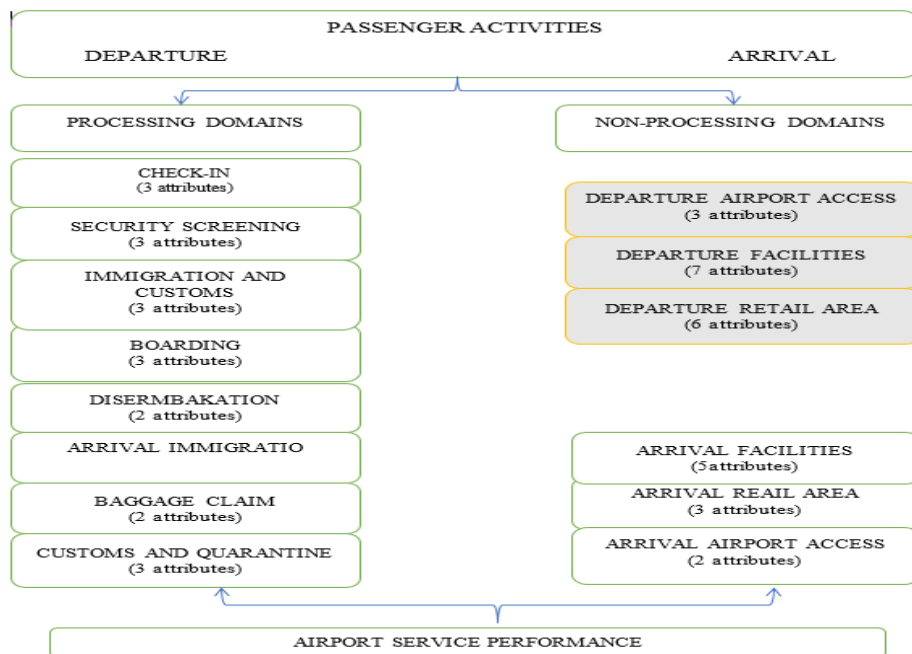 PASSENGER ACTIVITIES
DEPARTURE ARRIVAL
PROCESSING DOMAINS
CHECK-IN
(3 attributes)
SECURITY SCREENING
(3 attributes)
IMMIGRATION AND
CUSTOMS
(3 attributes)
BOARDING
(3 attributes)
DISERMBAKATION
(2 attributes)
ARRIVAL IMMIGRATIO
BAGGAGE CLAIM
(2 attributes)
CUSTOMS AND QUARANTINE
(3 attributes)
NON-PROCESSING DOMAINS
DEPARTURE AIRPORT ACCESS
(3 attributes)
DEPARTURE FACILITIES
(7 attributes)
DEPARTURE RETAIL AREA
(6 attributes)
ARRIVAL FACILITIES
(5attributes)
ARRIVAL REAIL AREA
(3 attributes)
ARRIVAL AIRPORT ACCESS
(2 attributes)
AIRPORT SERVICE PERFORMANCE